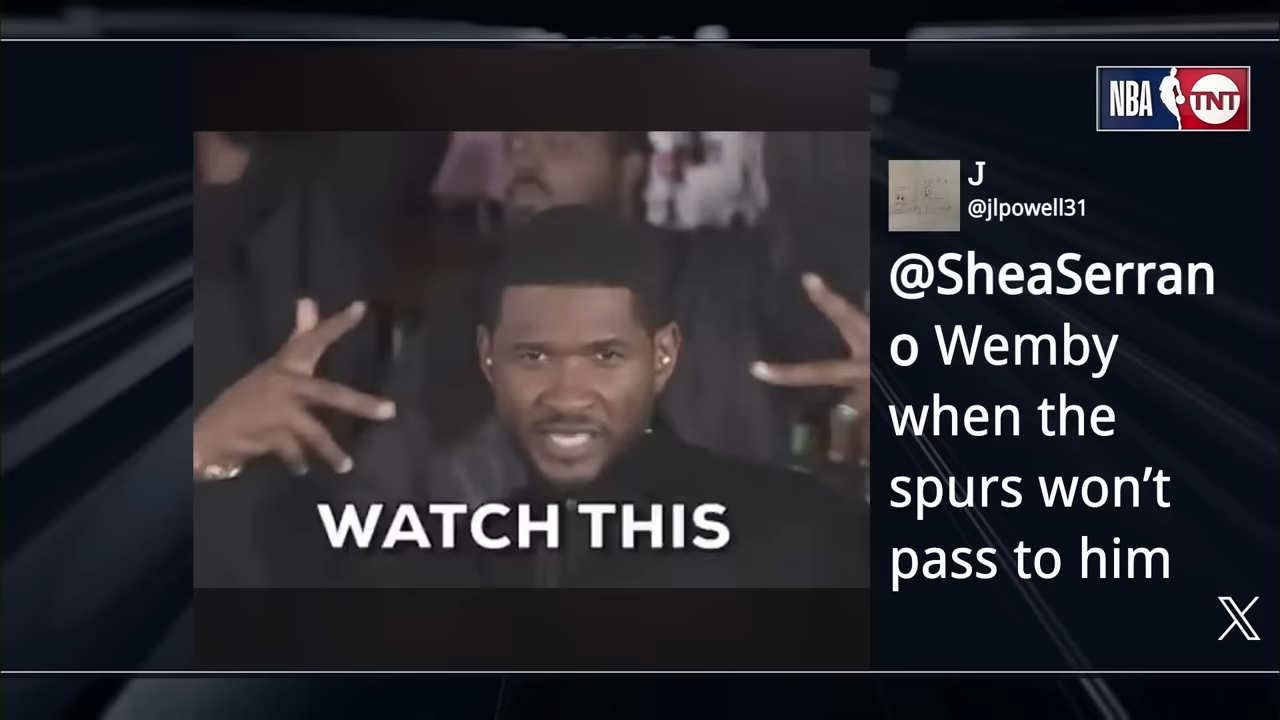 NBA
TNT
J
@jlpowell31
@SheaSerran
o Wemby
when the
spurs won’t
pass to him
WATCH THIS